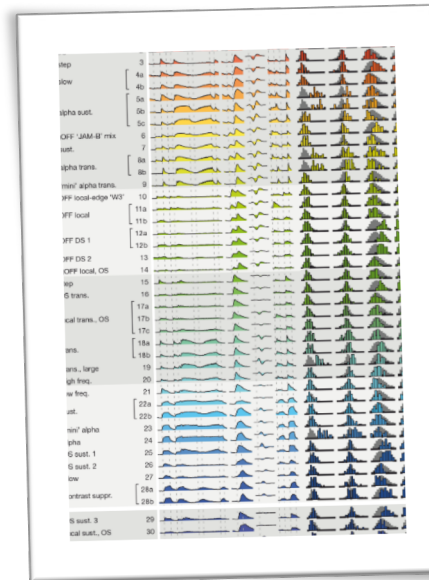 step 3
4a
slow 4b
5a
alpha sust. 5b
5c
OFF 'JAM-B' mix 6
sust. 7
8a
alpha trans. 8b
mini' alpha trans. 9
OFF local-edge 'W3' 10
11a
OFF local 11b
12a
OFF DS 1 12b
OFF DS 2 13
OFF local, OS 14
step 15
S trans. 16
17a
cal trans., OS 17b
17c
18a
ans. 18b
ans., large 19
gh freq. 20
w freq. 21
22a
ust. 22b
mini' alpha 23
lpha 24
S sust. 1 25
S sust. 2 26
low 27
28a
ontrast suppr. 28b
S sust. 3 29
cal sust., OS 30